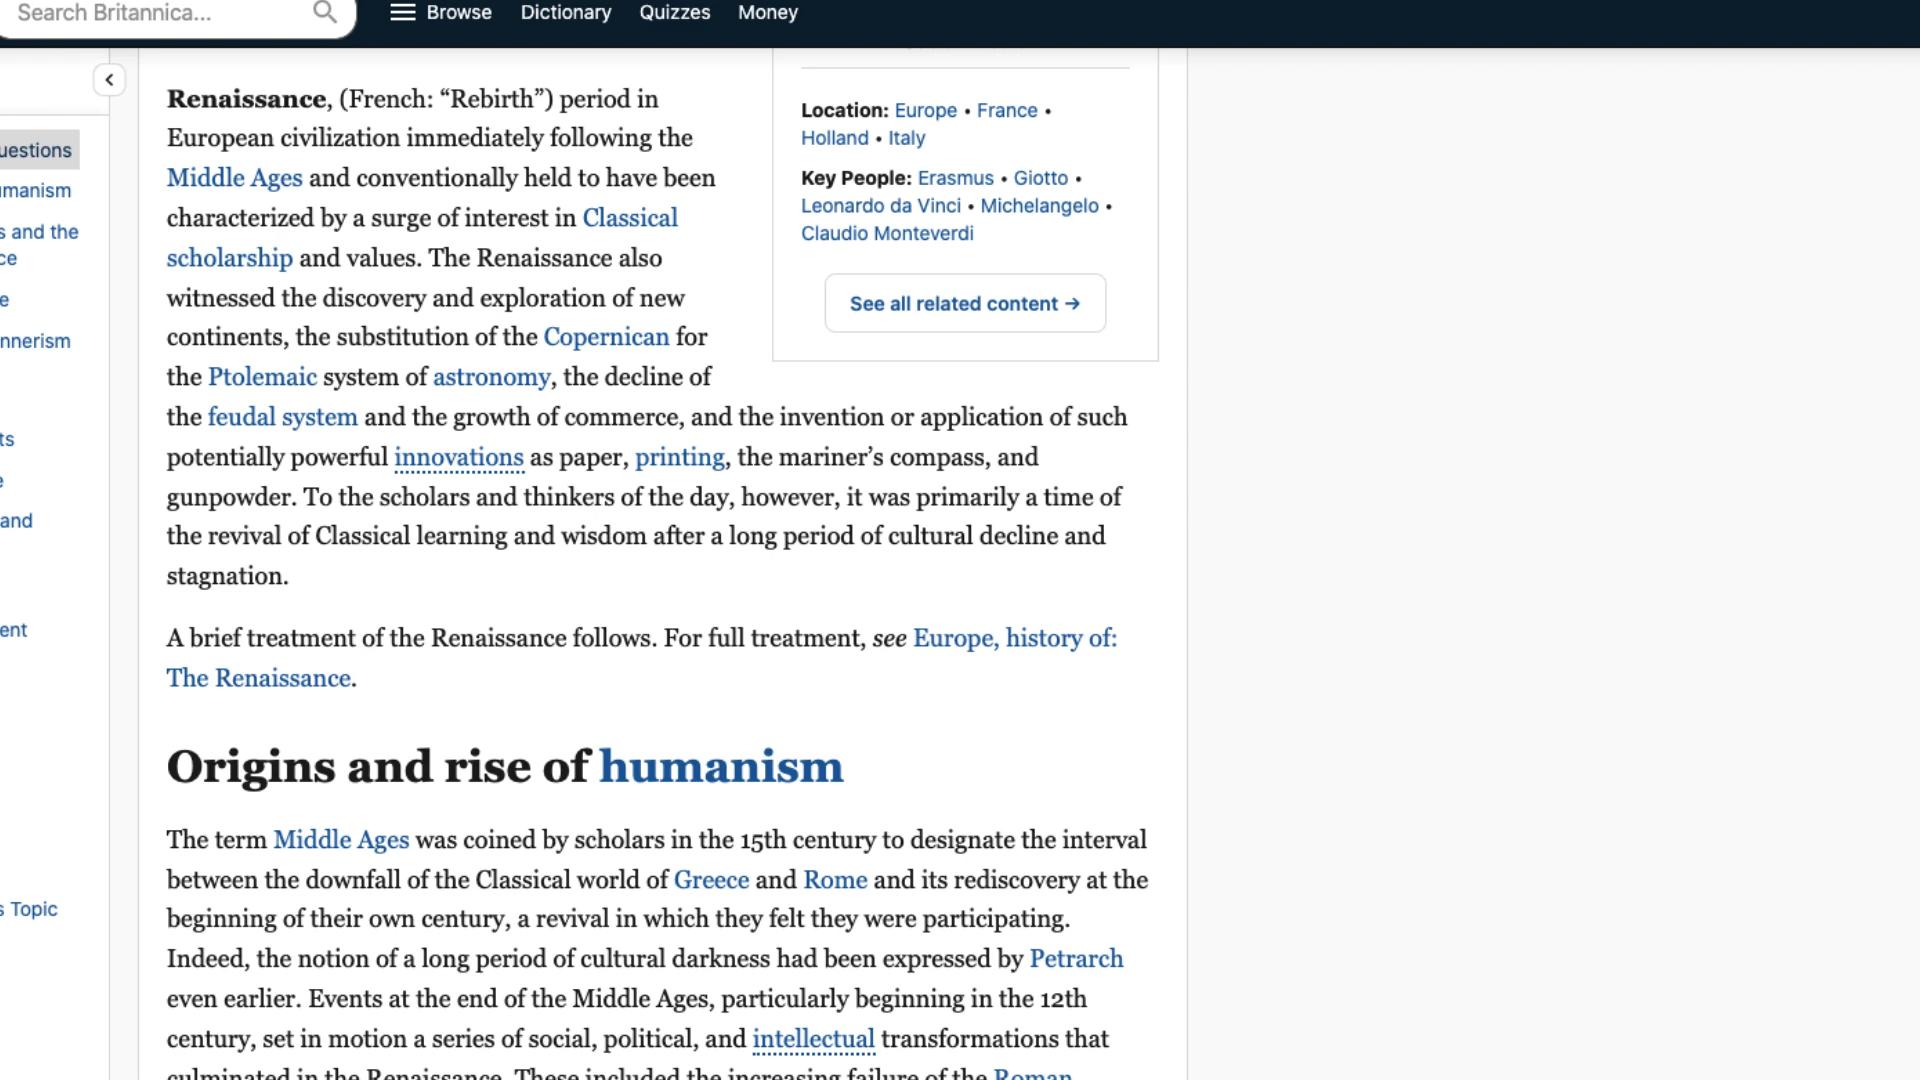 Search Britannica...
Browse Dictionary Quizzes Money
uestions
manism
s and the
ce
e
nnerism
ts
e
and
ent
s Topic
Renaissance, (French: “Rebirth”) period in
European civilization immediately following the
Middle Ages and conventionally held to have been
characterized by a surge of interest in Classical
scholarship and values. The Renaissance also
witnessed the discovery and exploration of new
continents, the substitution of the Copernican for
the Ptolemaic system of astronomy, the decline of
the feudal system and the growth of commerce, and the invention or application of such
potentially powerful innovations as paper, printing, the mariner’s compass, and
gunpowder. To the scholars and thinkers of the day, however, it was primarily a time of
the revival of Classical learning and wisdom after a long period of cultural decline and
stagnation.
Location: Europe • France •
Holland • Italy
Key People: Erasmus • Giotto •
Leonardo da Vinci • Michelangelo •
Claudio Monteverdi
See all related content →
A brief treatment of the Renaissance follows. For full treatment, see Europe, history of:
The Renaissance.
Origins and rise of humanism
The term Middle Ages was coined by scholars in the 15th century to designate the interval
between the downfall of the Classical world of Greece and Rome and its rediscovery at the
beginning of their own century, a revival in which they felt they were participating.
Indeed, the notion of a long period of cultural darkness had been expressed by Petrarch
even earlier. Events at the end of the Middle Ages, particularly beginning in the 12th
century, set in motion a series of social, political, and intellectual transformations that
culminated in the Renaissance. These included the increasing failure of the Roman